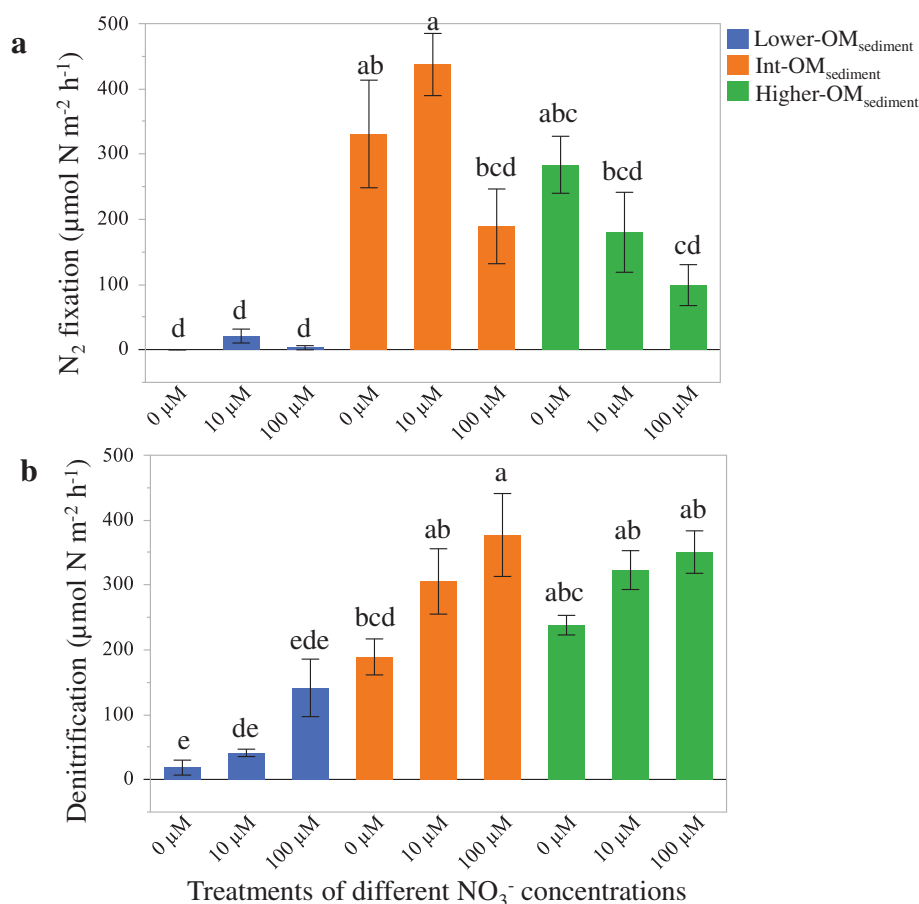 a
N₂ fixation (µmol N m⁻² h⁻¹)
500
400
300
200
100
0
d
d
d
ab
a
bcd
abc
bcd
cd
0 µM
10 µM
100 µM
0 µM
10 µM
100 µM
0 µM
10 µM
100 µM
Lower-OMsediment
Int-OMsediment
Higher-OMsediment
b
Denitrification (µmol N m⁻² h⁻¹)
500
400
300
200
100
0
e
de
ede
bcd
ab
a
abc
ab
ab
0 µM
10 µM
100 µM
0 µM
10 µM
100 µM
0 µM
10 µM
100 µM
Treatments of different NO₃⁻ concentrations